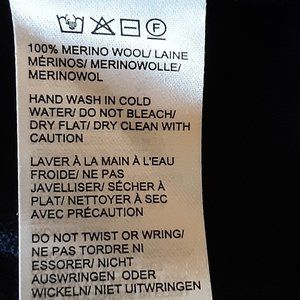 100% MERINO WOOL/ LAINE
MÉRINOS/ MERINOWOLLE/
MERINOWOL
HAND WASH IN COLD
WATER/ DO NOT BLEACH/
DRY FLAT/ DRY CLEAN WITH
CAUTION
LAVER À LA MAIN À L'EAU
FROIDE/ NE PAS
JAVELLISER/ SÉCHER À
PLAT/ NETTOYER À SEC
AVEC PRÉCAUTION
DO NOT TWIST OR WRING/
NE PAS TORDRE NI
ESSORER/ NICHT
AUSWRINGEN ODER
WICKELN/ NIET UITWRINGEN